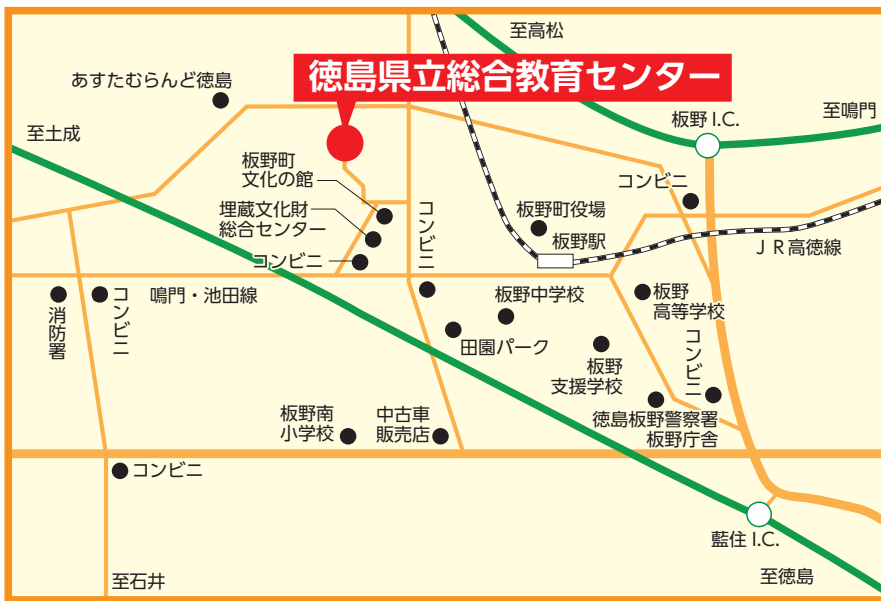 至高松
徳島県立総合教育センター
あすたむらんど徳島
至鳴門
板野 I.C.
至土成
板野町
文化の館
コンビニ
埋蔵文化財
総合センター
コンビニ
板野町役場
板野駅
ＪＲ高徳線
コンビニ
消防署
コンビニ
鳴門・池田線
板野中学校
板野
高等学校
田園パーク
板野
支援学校
コンビニ
板野南
小学校
中古車
販売店
徳島板野警察署
板野庁舎
コンビニ
藍住 I.C.
至石井
至徳島